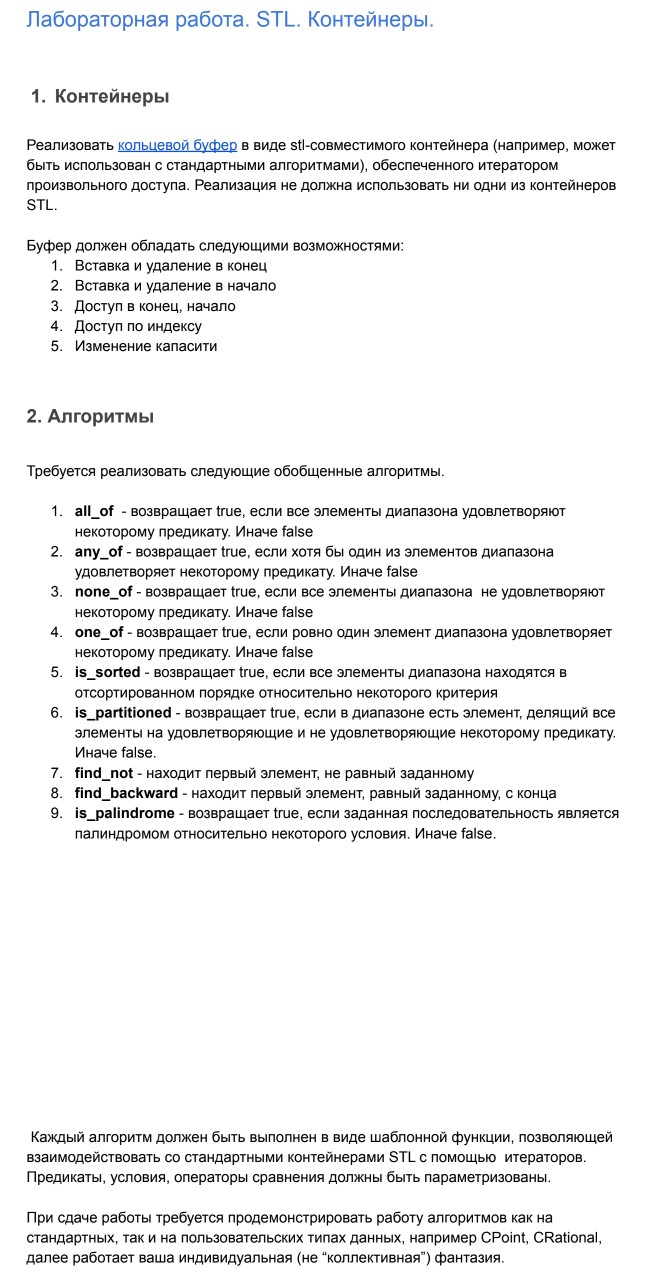 Лабораторная работа. STL. Контейнеры.
1. Контейнеры
Реализовать кольцевой буфер в виде stl-совместимого контейнера (например, может
быть использован с стандартными алгоритмами), обеспеченного итератором
произвольного доступа. Реализация не должна использовать ни одни из контейнеров
STL.
Буфер должен обладать следующими возможностями:
1. Вставка и удаление в конец
2. Вставка и удаление в начало
3. Доступ в конец, начало
4. Доступ по индексу
5. Изменение капасити
2. Алгоритмы
Требуется реализовать следующие обобщенные алгоритмы.
1. all_of - возвращает true, если все элементы диапазона удовлетворяют
некоторому предикату. Иначе false
2. any_of - возвращает true, если хотя бы один из элементов диапазона
удовлетворяет некоторому предикату. Иначе false
3. none_of - возвращает true, если все элементы диапазона не удовлетворяют
некоторому предикату. Иначе false
4. one_of - возвращает true, если ровно один элемент диапазона удовлетворяет
некоторому предикату. Иначе false
5. is_sorted - возвращает true, если все элементы диапазона находятся в
отсортированном порядке относительно некоторого критерия
6. is_partitioned - возвращает true, если в диапазоне есть элемент, делящий все
элементы на удовлетворяющие и не удовлетворяющие некоторому предикату.
Иначе false.
7. find_not - находит первый элемент, не равный заданному
8. find_backward - находит первый элемент, равный заданному, с конца
9. is_palindrome - возвращает true, если заданная последовательность является
палиндромом относительно некоторого условия. Иначе false.
Каждый алгоритм должен быть выполнен в виде шаблонной функции, позволяющей
взаимодействовать со стандартными контейнерами STL с помощью итераторов.
Предикаты, условия, операторы сравнения должны быть параметризованы.
При сдаче работы требуется продемонстрировать работу алгоритмов как на
стандартных, так и на пользовательских типах данных, например CPoint, CRational,
далее работает ваша индивидуальная (не “коллективная”) фантазия.